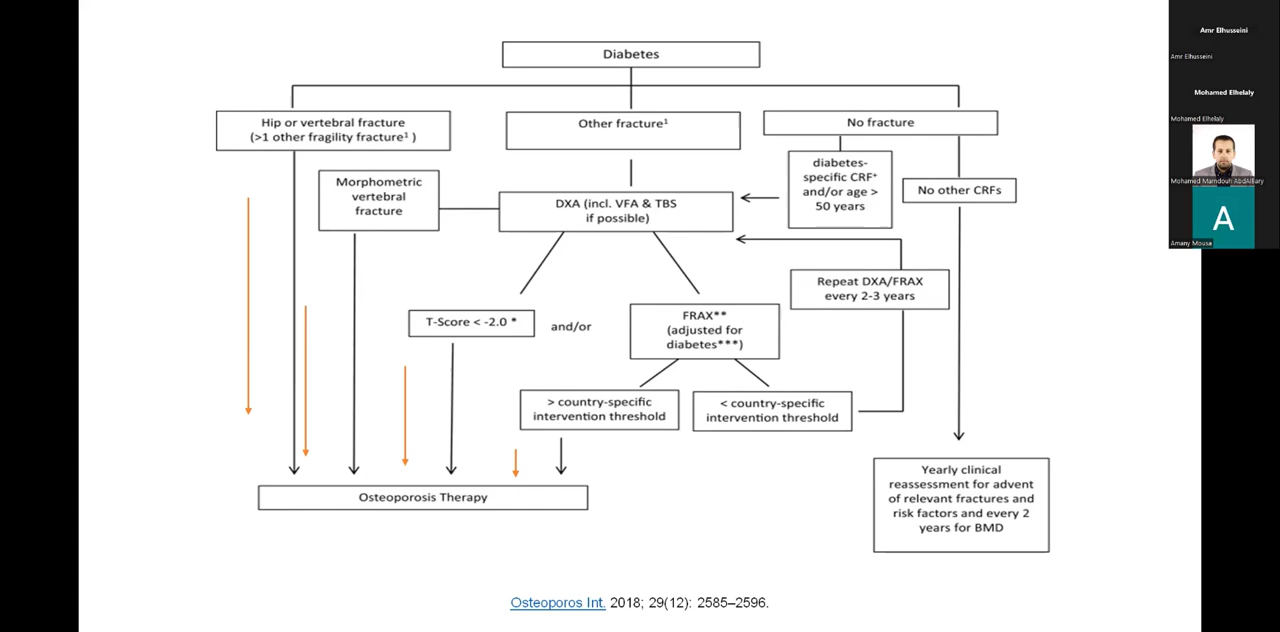 Diabetes
Hip or vertebral fracture
(>1 other fragility fracture¹ )
Other fracture¹
No fracture
Morphometric
vertebral
fracture
DXA (incl. VFA & TBS
if possible)
diabetes-
specific CRF⁺
and/or age >
50 years
No other CRFs
Repeat DXA/FRAX
every 2-3 years
T-Score < -2.0 *
and/or
FRAX**
(adjusted for
diabetes***)
> country-specific
intervention threshold
< country-specific
intervention threshold
Osteoporosis Therapy
Yearly clinical
reassessment for advent
of relevant fractures and
risk factors and every 2
years for BMD
Osteoporos Int. 2018; 29(12): 2585–2596.
Amr Elhusseini
Amr Elhusseini
Mohamed Elhelaly
Mohamed Elhelaly
Mohamed Mamdouh AbdAlBary
A
Amany Mousa